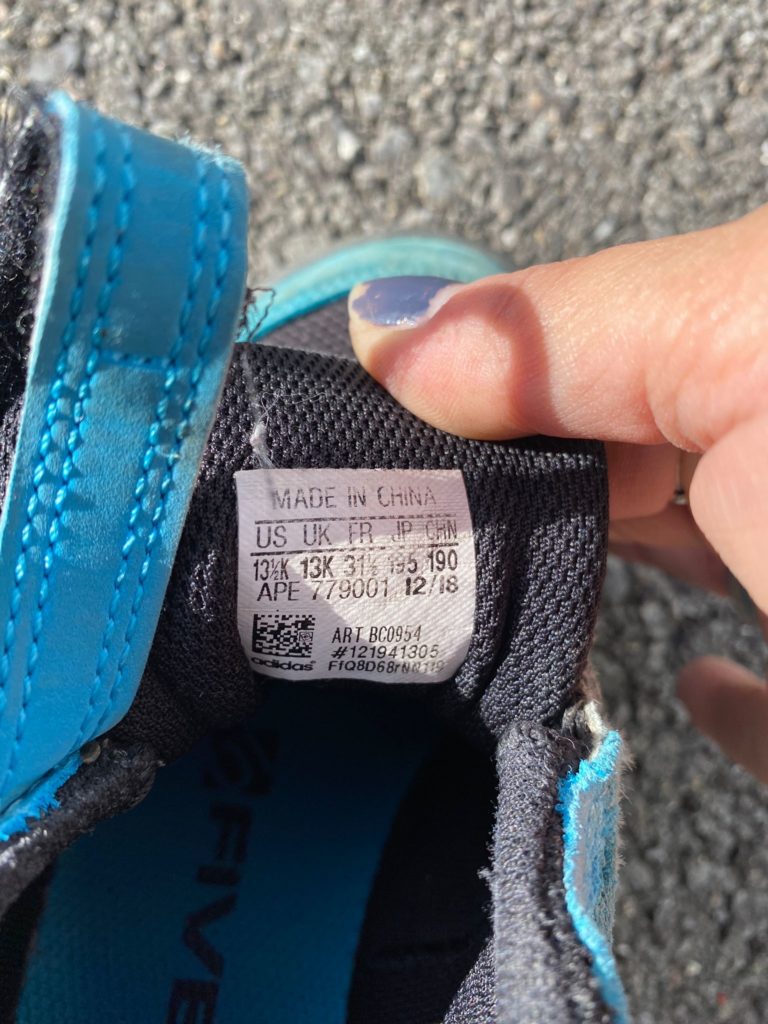 MADE IN CHINA
US UK FR JP CHN
13½K 13K 31½ 195 190
APE 779001 12/18
ART BC0954
#121941305
adidas
FIVE